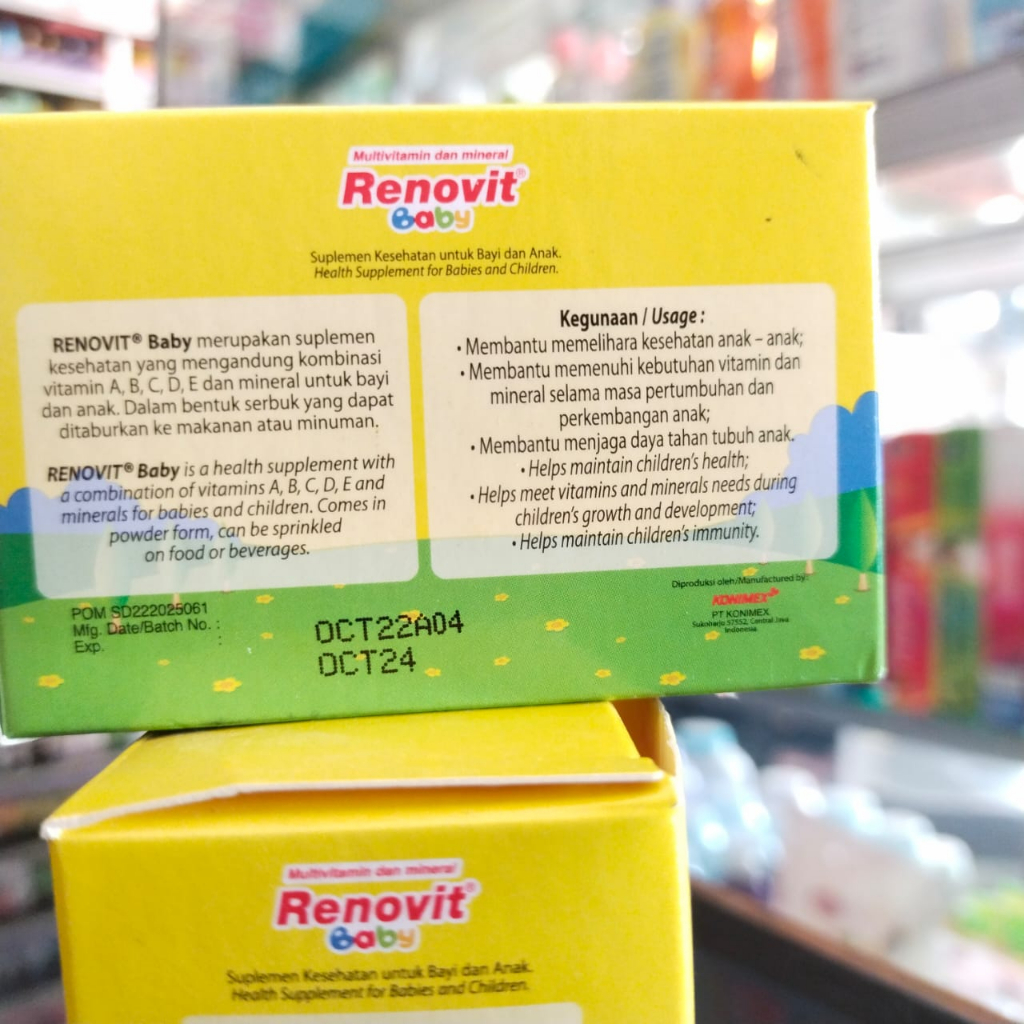 Multivitamin dan mineral
Renovit®
Baby
Suplemen Kesehatan untuk Bayi dan Anak.
Health Supplement for Babies and Children.
RENOVIT® Baby merupakan suplemen
kesehatan yang mengandung kombinasi
vitamin A, B, C, D, E dan mineral untuk bayi
dan anak. Dalam bentuk serbuk yang dapat
ditaburkan ke makanan atau minuman.
RENOVIT® Baby is a health supplement with
a combination of vitamins A, B, C, D, E and
minerals for babies and children. Comes in
powder form, can be sprinkled
on food or beverages.
Kegunaan / Usage :
• Membantu memelihara kesehatan anak – anak;
• Membantu memenuhi kebutuhan vitamin dan
mineral selama masa pertumbuhan dan
perkembangan anak;
• Membantu menjaga daya tahan tubuh anak.
• Helps maintain children's health;
• Helps meet vitamins and minerals needs during
children's growth and development;
• Helps maintain children's immunity.
POM SD222025061
Mfg. Date/Batch No. :
Exp. :
OCT22A04
OCT24
Diproduksi oleh/Manufactured by:
KONIMEX
PT KONIMEX
Sukoharjo 57552, Central Java
Indonesia
Multivitamin dan mineral
Renovit®
Baby
Suplemen Kesehatan untuk Bayi dan Anak.
Health Supplement for Babies and Children.